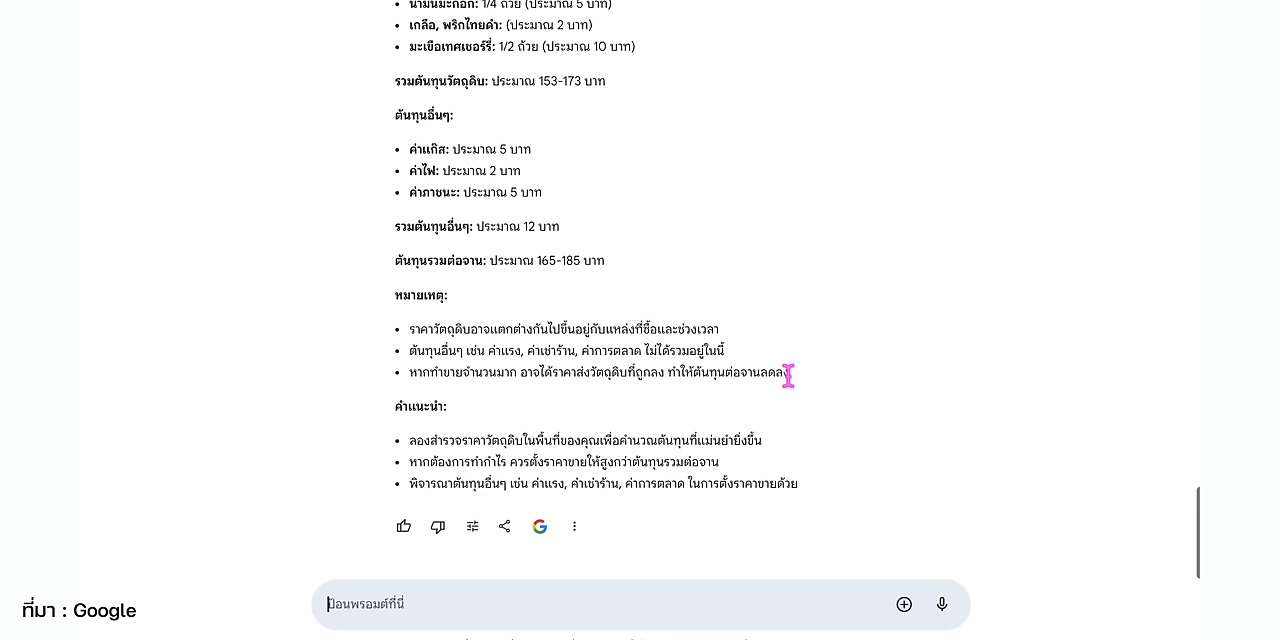 น้ำมันมะกอก: 1/4 ถ้วย (ประมาณ 5 บาท)
เกลือ, พริกไทยดำ: (ประมาณ 2 บาท)
มะเขือเทศเชอร์รี่: 1/2 ถ้วย (ประมาณ 10 บาท)
รวมต้นทุนวัตถุดิบ: ประมาณ 153-173 บาท
ต้นทุนอื่นๆ:
ค่าแก๊ส: ประมาณ 5 บาท
ค่าไฟ: ประมาณ 2 บาท
ค่าภาชนะ: ประมาณ 5 บาท
รวมต้นทุนอื่นๆ: ประมาณ 12 บาท
ต้นทุนรวมต่อจาน: ประมาณ 165-185 บาท
หมายเหตุ:
ราคาวัตถุดิบอาจแตกต่างกันไปขึ้นอยู่กับแหล่งที่ซื้อและช่วงเวลา
ต้นทุนอื่นๆ เช่น ค่าแรง, ค่าเช่าร้าน, ค่าการตลาด ไม่ได้รวมอยู่ในนี้
หากทำขายจำนวนมาก อาจได้ราคาส่งวัตถุดิบที่ถูกลง ทำให้ต้นทุนต่อจานลดลง
คำแนะนำ:
ลองสำรวจราคาวัตถุดิบในพื้นที่ของคุณเพื่อคำนวณต้นทุนที่แม่นยำยิ่งขึ้น
หากต้องการทำกำไร ควรตั้งราคาขายให้สูงกว่าต้นทุนรวมต่อจาน
พิจารณาต้นทุนอื่นๆ เช่น ค่าแรง, ค่าเช่าร้าน, ค่าการตลาด ในการตั้งราคาขายด้วย
ป้อนพรอมต์ที่นี่
ที่มา : Google